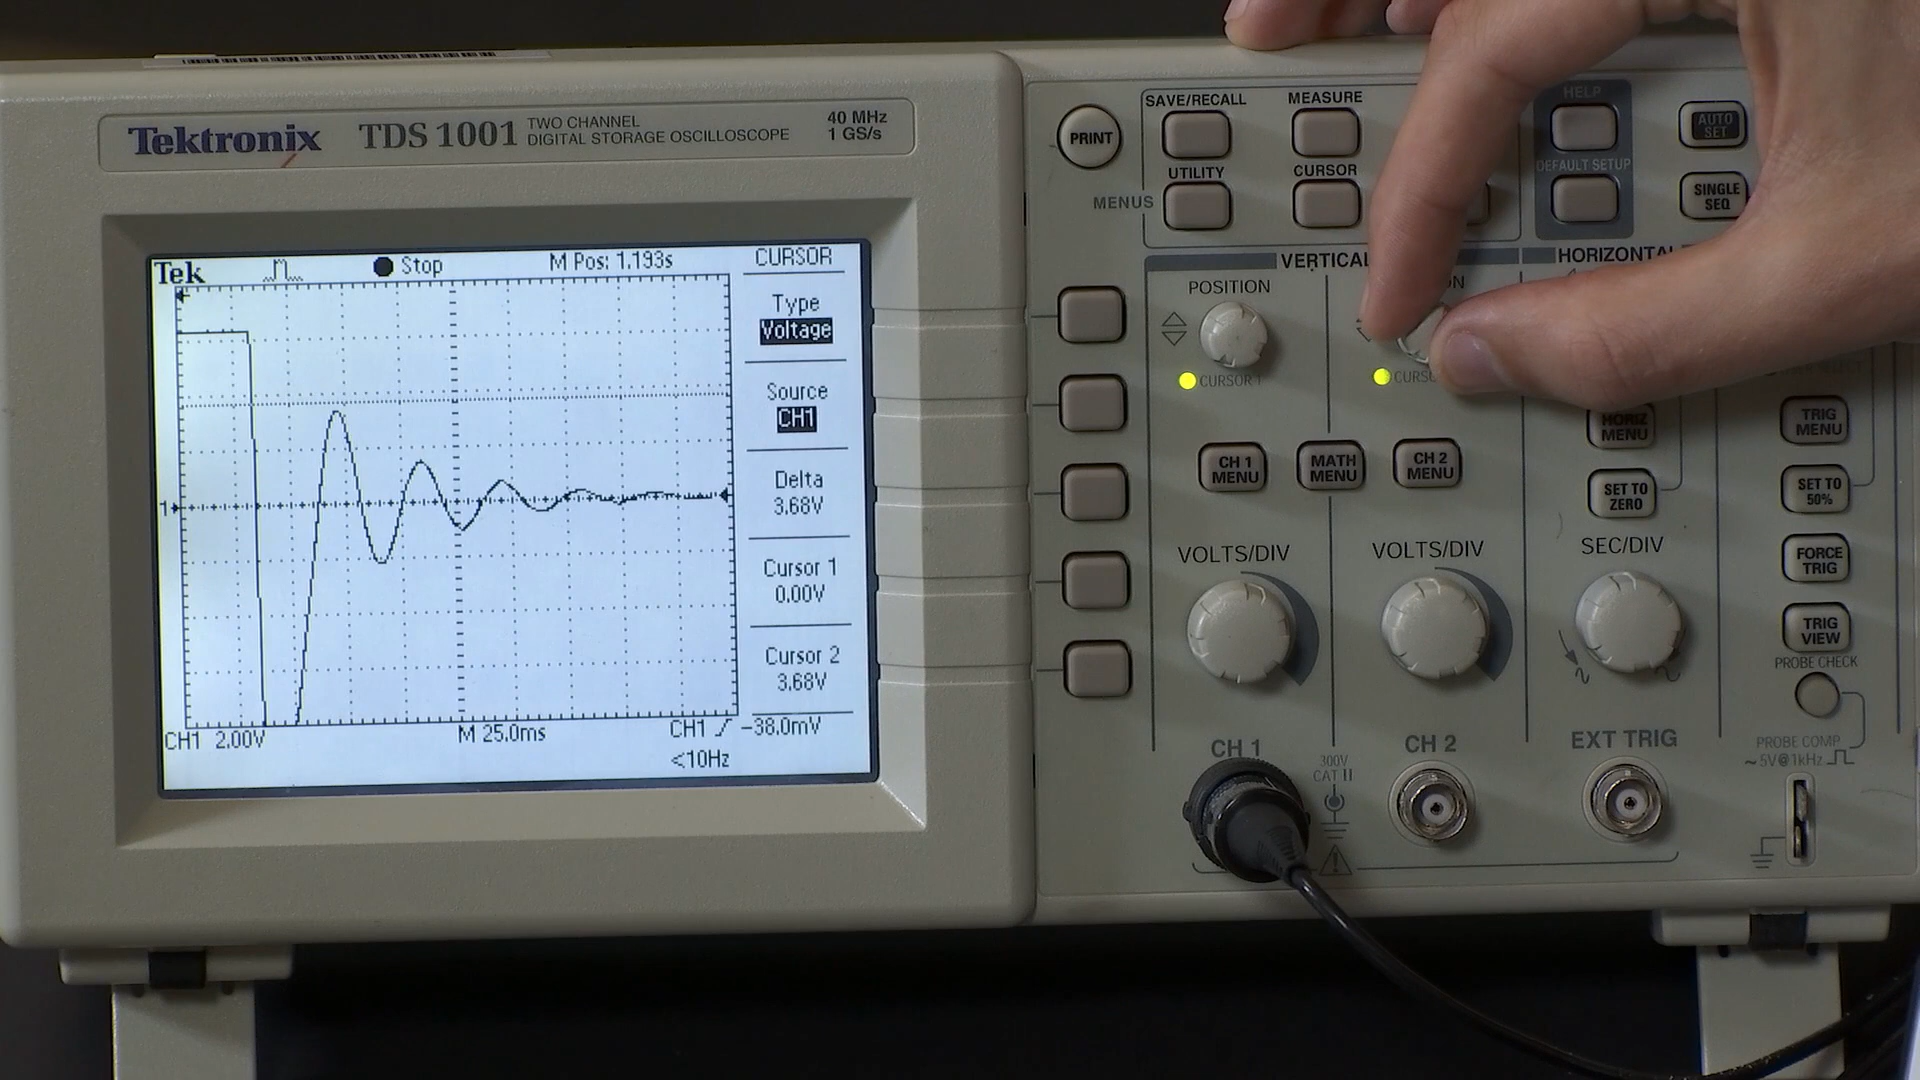 Tektronix TDS 1001 TWO CHANNEL DIGITAL STORAGE OSCILLOSCOPE 40 MHz 1 GS/s
Tek Stop M Pos: 1.193s
CURSOR
Type
Voltage
Source
CH1
Delta
3.68V
Cursor 1
0.00V
Cursor 2
3.68V
1
CH1 2.00V M 25.0ms CH1 -38.0mV
<10Hz
PRINT
SAVE/RECALL MEASURE
HELP
AUTO SET
MENUS
UTILITY CURSOR
DEFAULT SETUP
SINGLE SEQ
VERTICAL HORIZONTAL
POSITION
CURSOR 1
CH 1 MENU
MATH MENU
CH 2 MENU
HORIZ MENU
SET TO ZERO
TRIG MENU
SET TO 50%
FORCE TRIG
TRIG VIEW
VOLTS/DIV VOLTS/DIV SEC/DIV
PROBE CHECK
CH 1 CH 2 EXT TRIG
300V
CAT II
PROBE COMP
~5V@1kHz